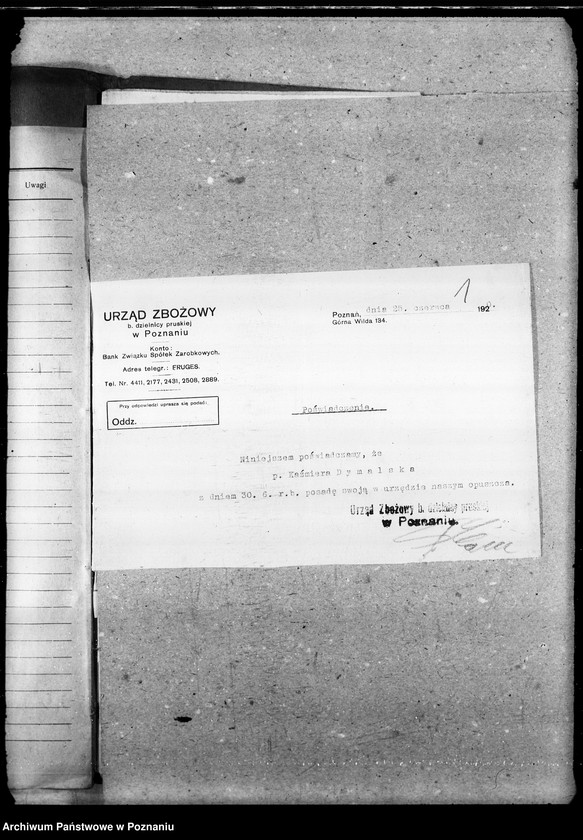 Uwagi
1
URZĄD ZBOŻOWY
b. dzielnicy pruskiej
w Poznaniu
Konto:
Bank Związku Spółek Zarobkowych.
Adres telegr.: FRUGES.
Tel. Nr. 4411, 2177, 2431, 2508, 2889.
Przy odpowiedzi uprasza się podać:
Oddz.
Poznań, dnia 28. czerwca 192
Górna Wilda 134.
Poświadczenie.
Niniejszem poświadczamy, że
p. Kaźmiera Dymalska
z dniem 30. 6. r.b. posadę swoją w urzędzie naszym opuszcza.
Urząd Zbożowy b. dzielnicy pruskiej
w Poznaniu.
Archiwum Państwowe w Poznaniu